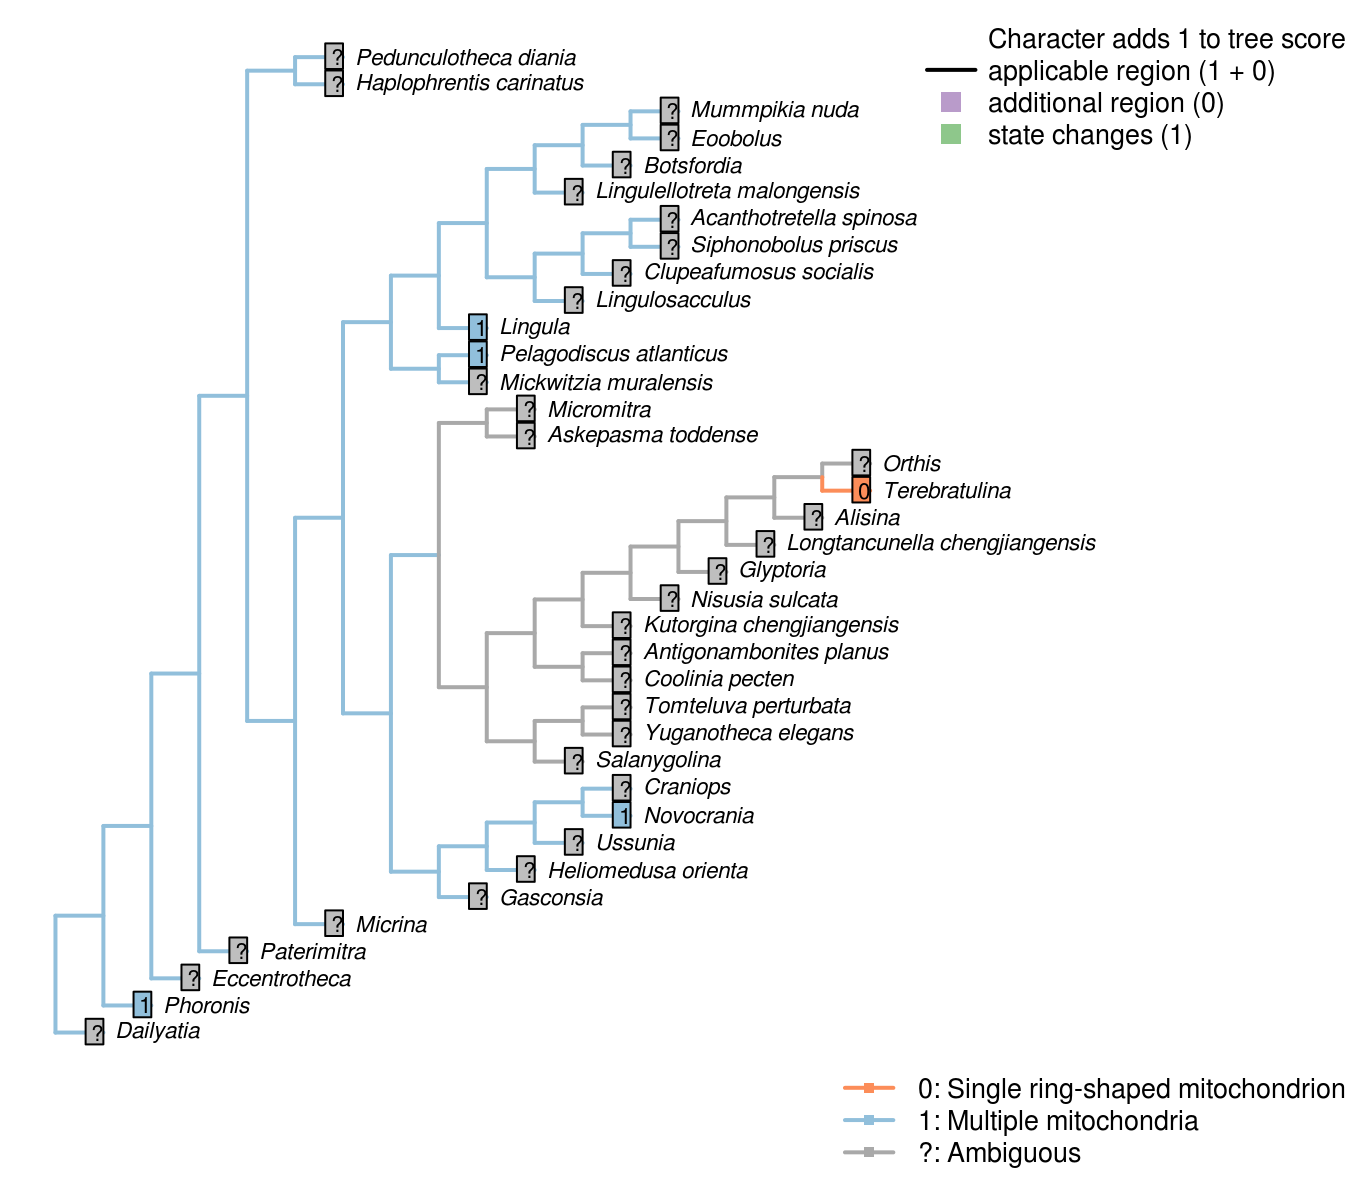 Character adds 1 to tree score
applicable region (1 + 0)
additional region (0)
state changes (1)
? Pedunculotheca diania
? Haplophrentis carinatus
? Mummpikia nuda
? Eoobolus
? Botsfordia
? Lingulellotreta malongensis
? Acanthotretella spinosa
? Siphonobolus priscus
? Clupeafumosus socialis
? Lingulosacculus
1 Lingula
1 Pelagodiscus atlanticus
? Mickwitzia muralensis
? Micromitra
? Askepasma toddense
? Orthis
0 Terebratulina
? Alisina
? Longtancunella chengjiangensis
? Glyptoria
? Nisusia sulcata
? Kutorgina chengjiangensis
? Antigonambonites planus
? Coolinia pecten
? Tomteluva perturbata
? Yuganotheca elegans
? Salanygolina
? Craniops
1 Novocrania
? Ussunia
? Heliomedusa orienta
? Gasconsia
? Micrina
? Paterimitra
? Eccentrotheca
1 Phoronis
? Dailyatia
0: Single ring-shaped mitochondrion
1: Multiple mitochondria
?: Ambiguous